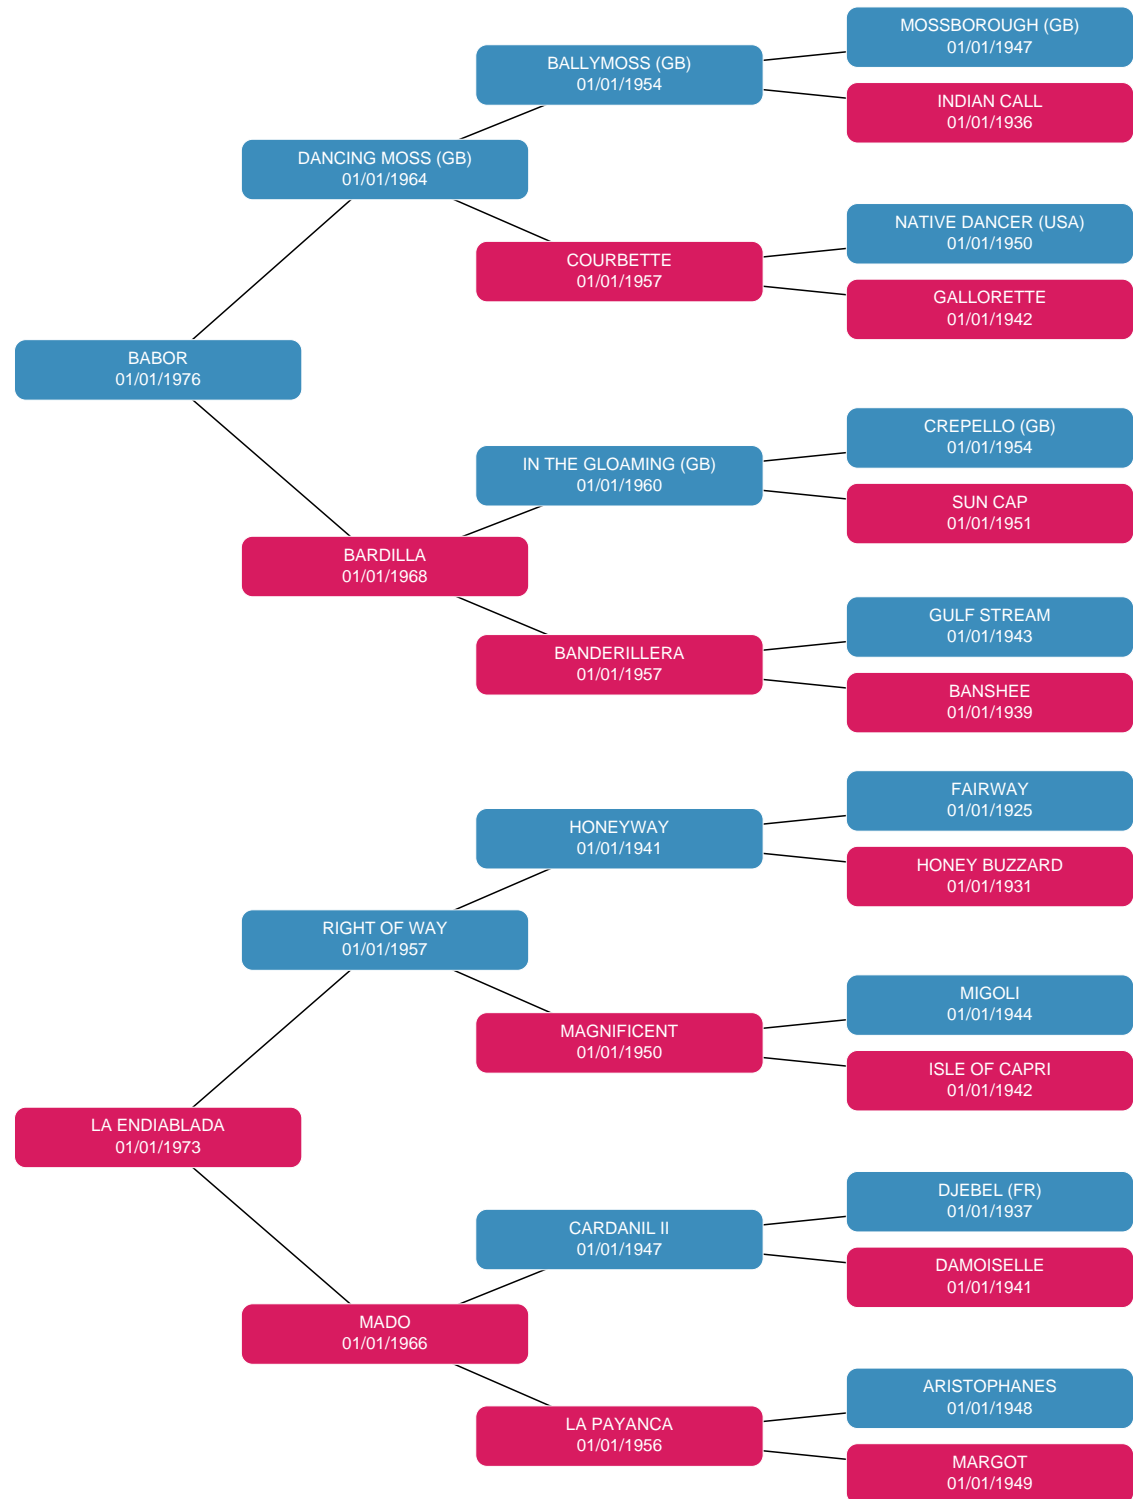 MOSSBOROUGH (GB)
01/01/1947
BALLYMOSS (GB)
01/01/1954
INDIAN CALL
01/01/1936
DANCING MOSS (GB)
01/01/1964
NATIVE DANCER (USA)
01/01/1950
COURBETTE
01/01/1957
GALLORETTE
01/01/1942
BABOR
01/01/1976
CREPELLO (GB)
01/01/1954
IN THE GLOAMING (GB)
01/01/1960
SUN CAP
01/01/1951
BARDILLA
01/01/1968
GULF STREAM
01/01/1943
BANDERILLERA
01/01/1957
BANSHEE
01/01/1939
FAIRWAY
01/01/1925
HONEYWAY
01/01/1941
HONEY BUZZARD
01/01/1931
RIGHT OF WAY
01/01/1957
MIGOLI
01/01/1944
MAGNIFICENT
01/01/1950
ISLE OF CAPRI
01/01/1942
LA ENDIABLADA
01/01/1973
DJEBEL (FR)
01/01/1937
CARDANIL II
01/01/1947
DAMOISELLE
01/01/1941
MADO
01/01/1966
ARISTOPHANES
01/01/1948
LA PAYANCA
01/01/1956
MARGOT
01/01/1949